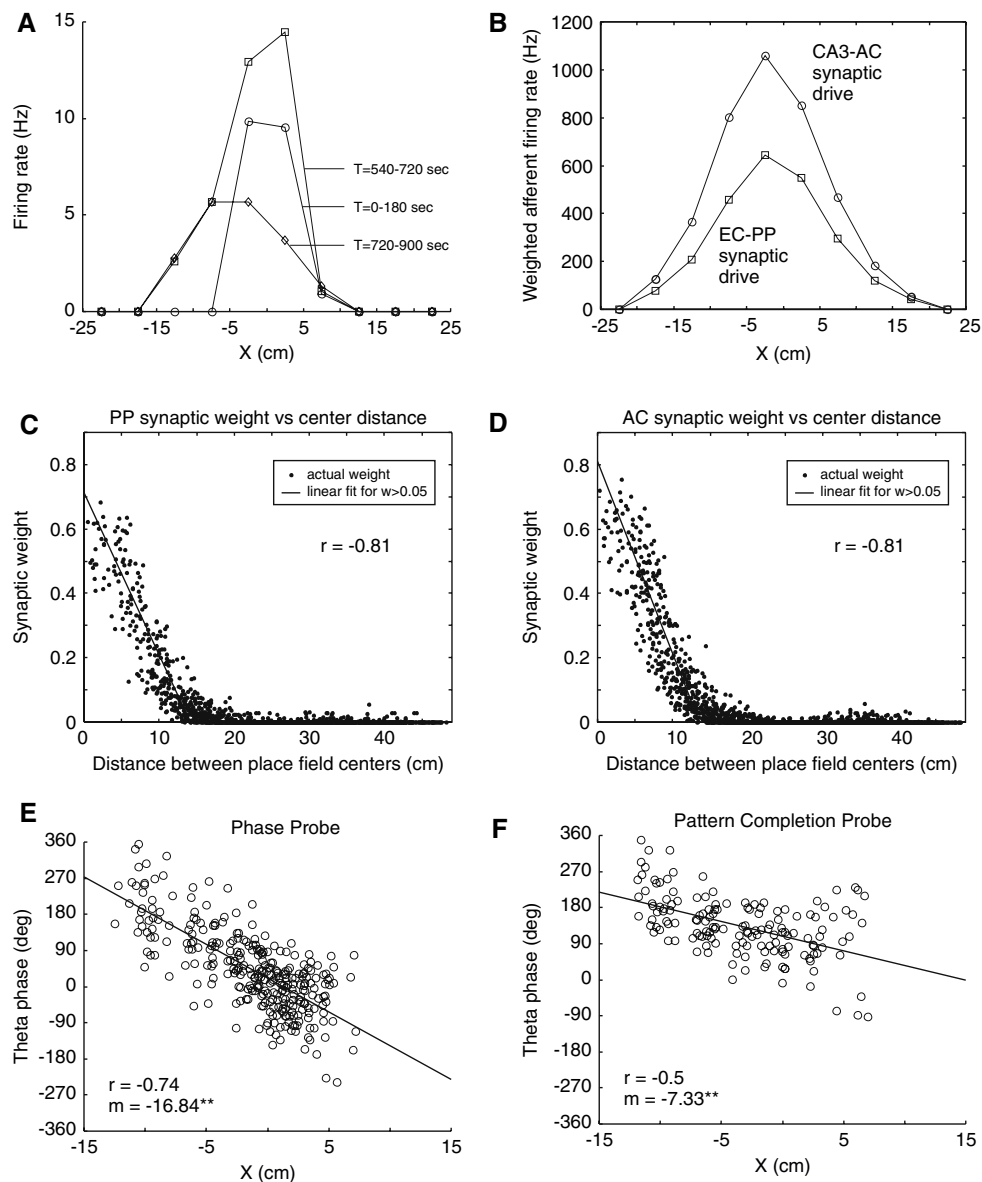 A
15
10
5
0
Firing rate (Hz)
T=540-720 sec
T=0-180 sec
T=720-900 sec
-25
-15
-5
5
15
25
X (cm)
B
1200
1000
800
600
400
200
0
Weighted afferent firing rate (Hz)
CA3-AC
synaptic
drive
EC-PP
synaptic
drive
-25
-15
-5
5
15
25
X (cm)
C
PP synaptic weight vs center distance
0.8
0.6
0.4
0.2
0
Synaptic weight
actual weight
linear fit for w>0.05
r = -0.81
0
10
20
30
40
Distance between place field centers (cm)
D
AC synaptic weight vs center distance
0.8
0.6
0.4
0.2
0
Synaptic weight
actual weight
linear fit for w>0.05
r = -0.81
0
10
20
30
40
Distance between place field centers (cm)
E
Phase Probe
360
270
180
90
0
-90
-180
-270
-360
Theta phase (deg)
r = -0.74
m = -16.84**
-15
-5
5
15
X (cm)
F
Pattern Completion Probe
360
270
180
90
0
-90
-180
-270
-360
Theta phase (deg)
r = -0.5
m = -7.33**
-15
-5
5
15
X (cm)